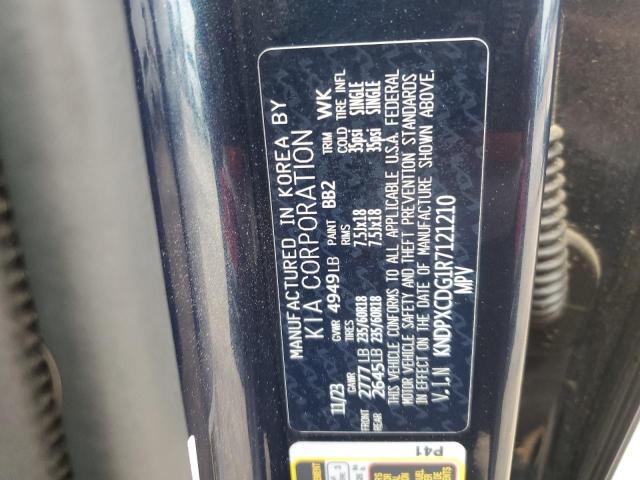 MANUFACTURED IN KOREA BY
KIA CORPORATION
11/23 GVWR 4949LB PAINT BB2 TRIM WK
GAWR TIRES RIMS COLD TIRE INFL
FRONT 2777LB 235/60R18 7.5Jx18 35psi SINGLE
REAR 2645LB 235/60R18 7.5Jx18 35psi SINGLE
THIS VEHICLE CONFORMS TO ALL APPLICABLE U.S.A. FEDERAL
MOTOR VEHICLE SAFETY AND THEFT PREVENTION STANDARDS
IN EFFECT ON THE DATE OF MANUFACTURE SHOWN ABOVE.
V.I.N KNDPXCDG1R7121210
MPV
P41